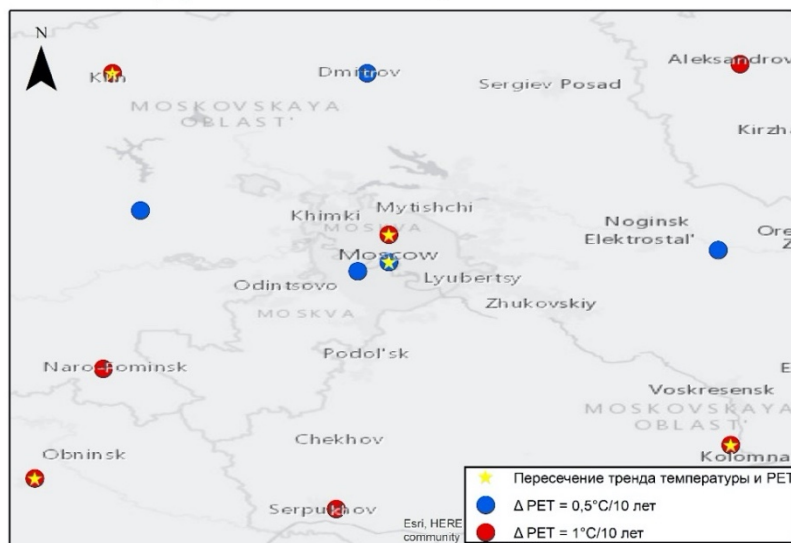 N
Klin
Dmitrov
Aleksandrov
Sergiev Posad
MOSKOVSKAYA
OBLAST'
Kirzha
Khimki
Mytishchi
MOSKVA
Noginsk
Elektrostal'
Ore
Z
Moscow
Lyubertsy
Odintsovo
Zhukovskiy
MOSKVA
Podol'sk
Naro-Fominsk
E
Voskresensk
MOSKOVSKAYA
OBLAST'
Chekhov
Obninsk
Kolomna
Serpukhov
Esri, HERE
community
Пересечение тренда температуры и PET
Δ PET = 0,5°C/10 лет
Δ PET = 1°C/10 лет